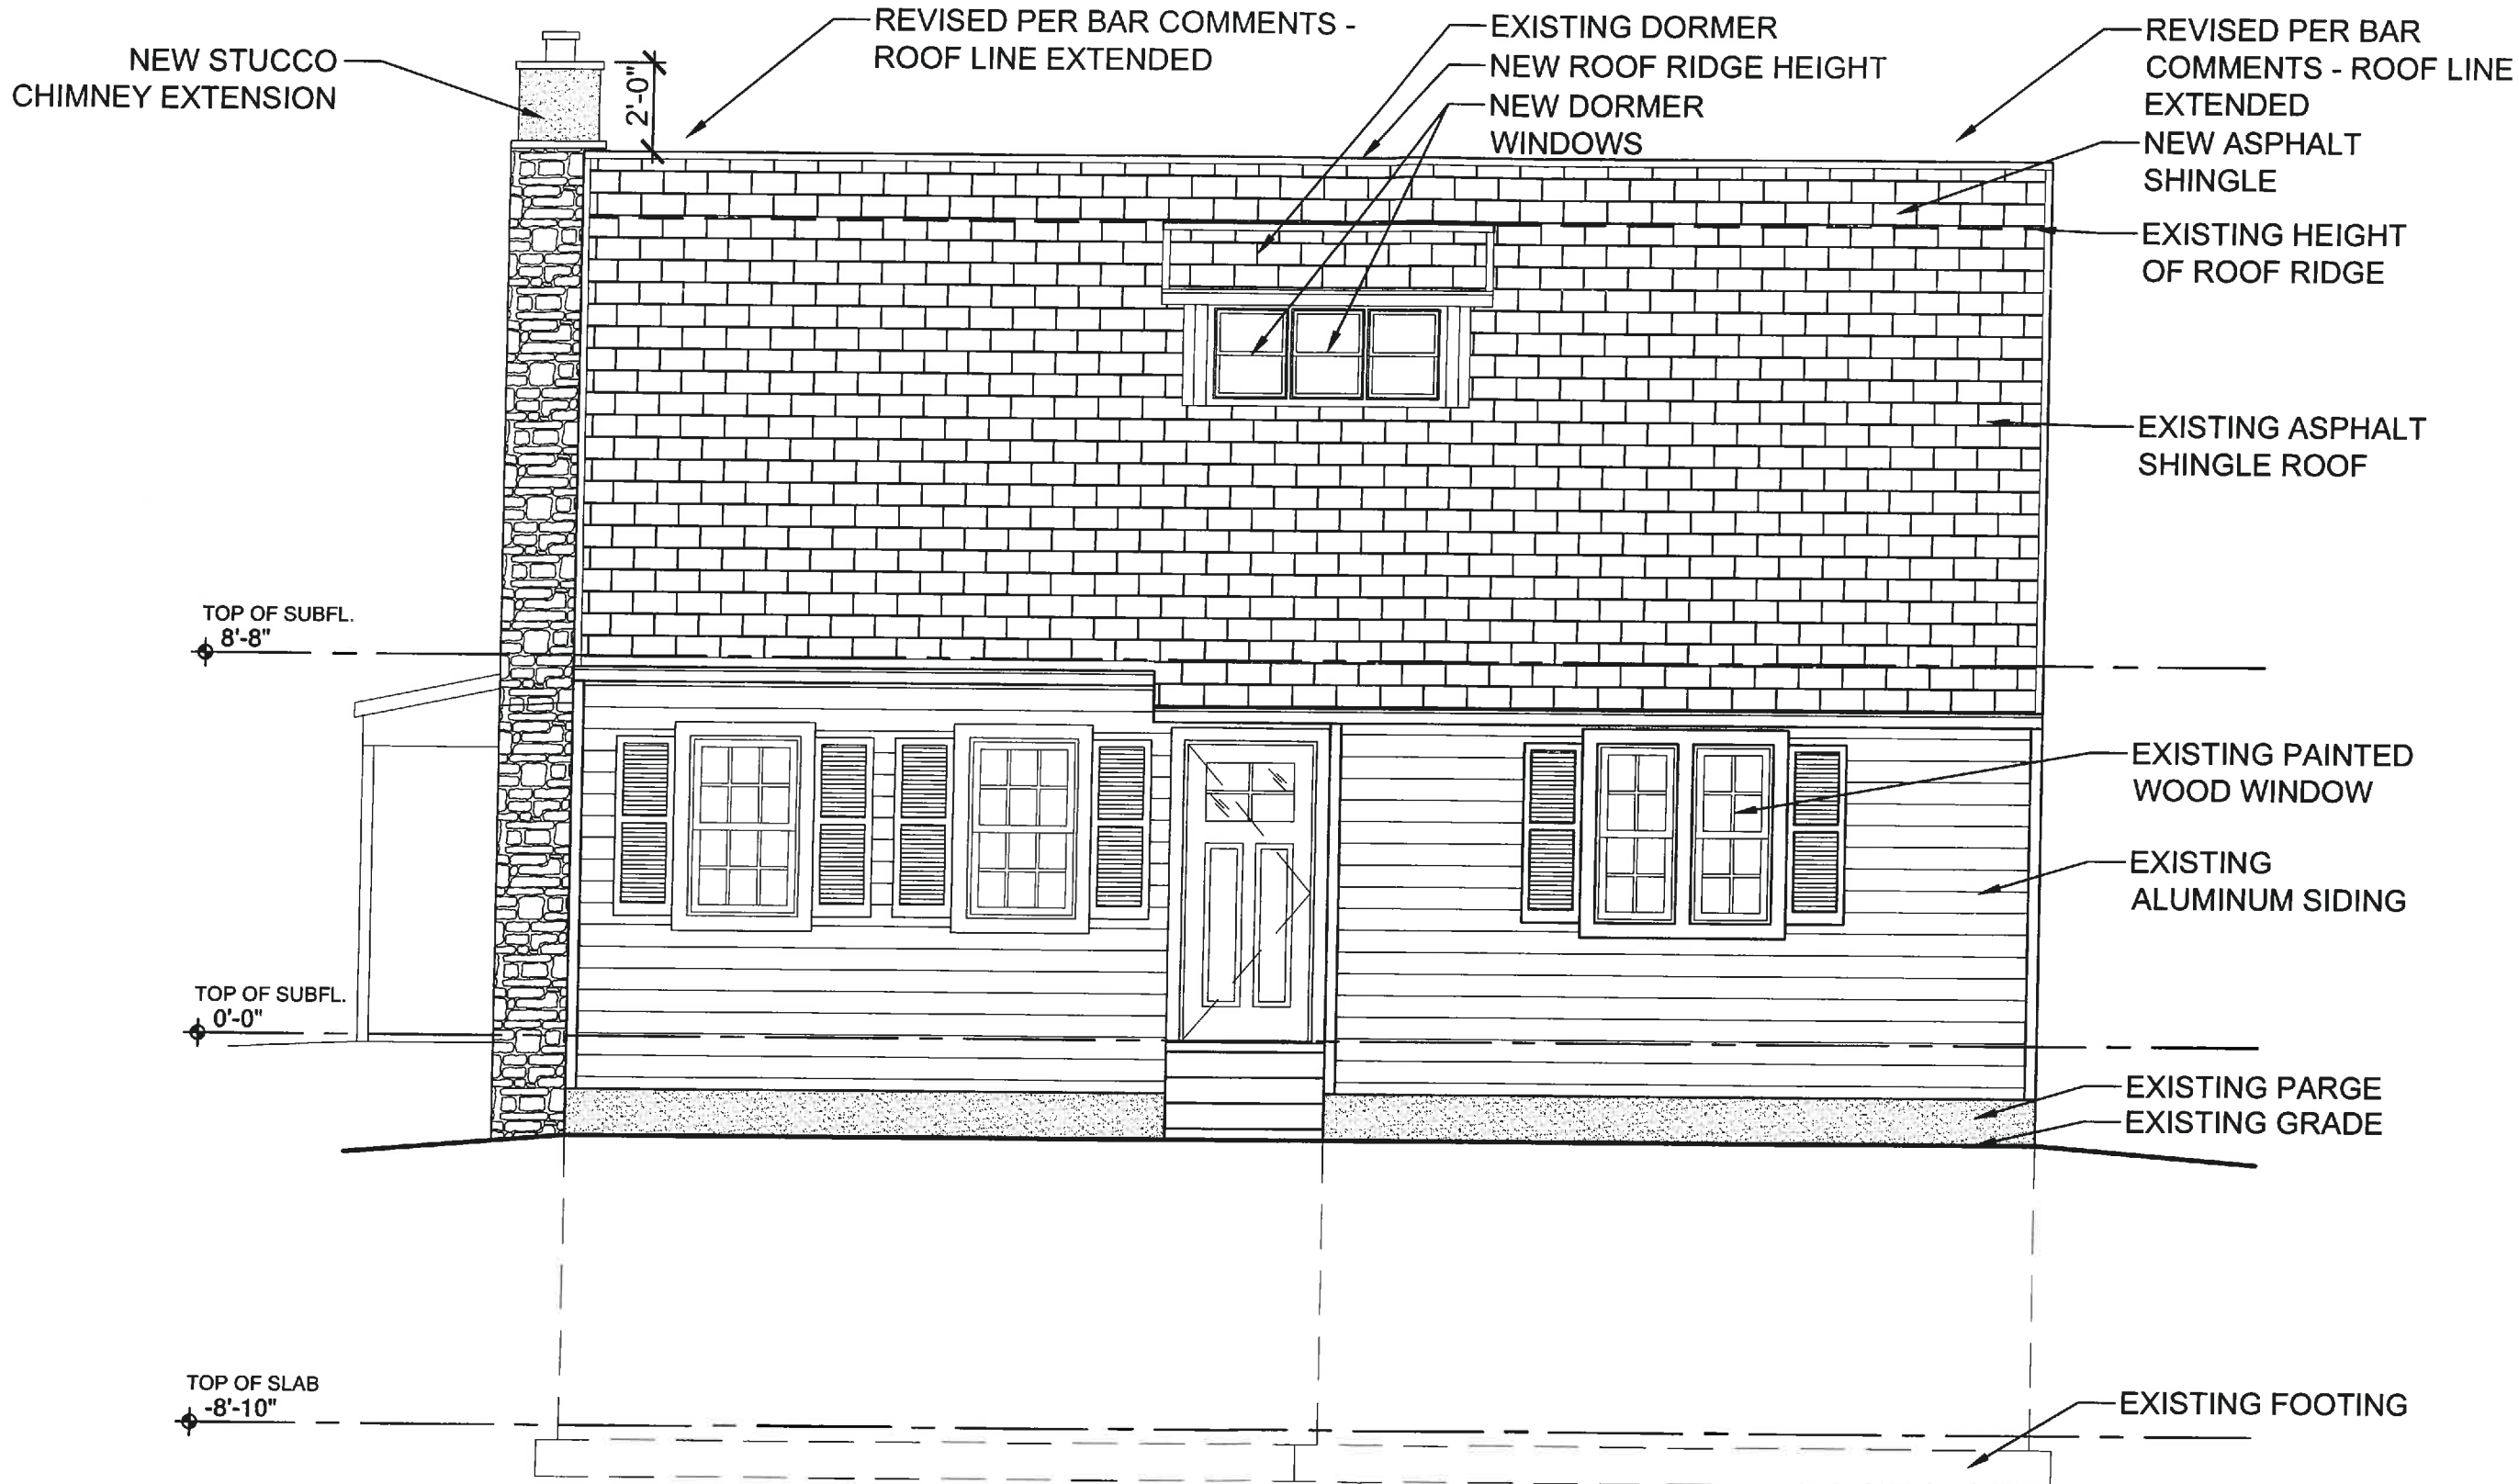 NEW STUCCO
CHIMNEY EXTENSION
2'-0"
REVISED PER BAR COMMENTS -
ROOF LINE EXTENDED
EXISTING DORMER
NEW ROOF RIDGE HEIGHT
NEW DORMER
WINDOWS
REVISED PER BAR
COMMENTS - ROOF LINE
EXTENDED
NEW ASPHALT
SHINGLE
EXISTING HEIGHT
OF ROOF RIDGE
EXISTING ASPHALT
SHINGLE ROOF
TOP OF SUBFL.
8'-8"
EXISTING PAINTED
WOOD WINDOW
EXISTING
ALUMINUM SIDING
TOP OF SUBFL.
0'-0"
EXISTING PARGE
EXISTING GRADE
TOP OF SLAB
-8'-10"
EXISTING FOOTING